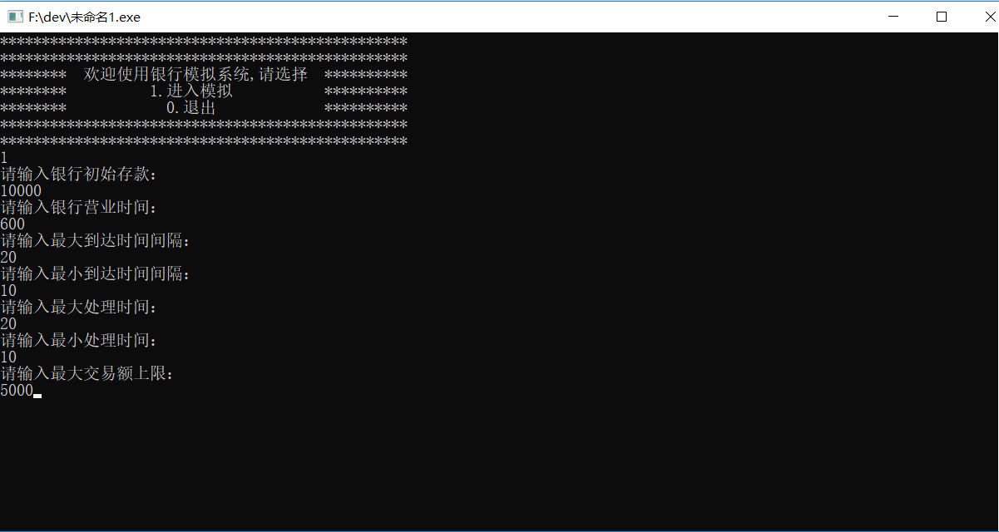 F:\dev\未命名1.exe
*************************************************
*************************************************
********  欢迎使用银行模拟系统,请选择  **********
********          1.进入模拟           **********
********            0.退出             **********
*************************************************
*************************************************
1
请输入银行初始存款：
10000
请输入银行营业时间：
600
请输入最大到达时间间隔：
20
请输入最小到达时间间隔：
10
请输入最大处理时间：
20
请输入最小处理时间：
10
请输入最大交易额上限：
5000